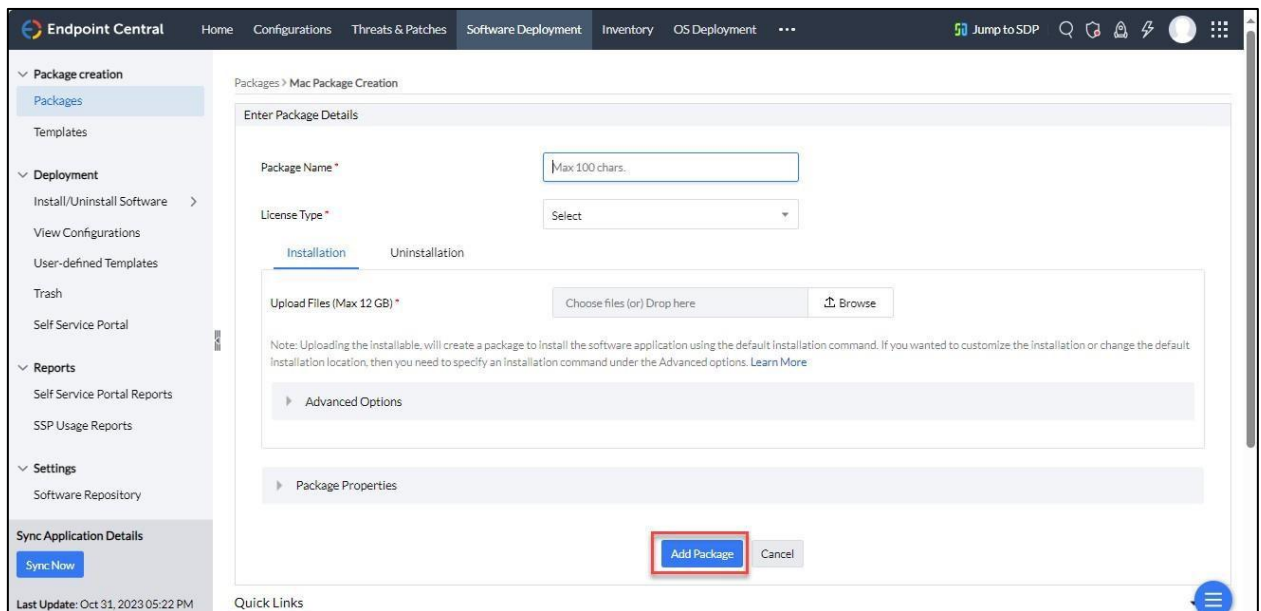 Endpoint Central
Home Configurations Threats & Patches Software Deployment Inventory OS Deployment ... Jump to SDP
Package creation
Packages
Templates
Deployment
Install/Uninstall Software
View Configurations
User-defined Templates
Trash
Self Service Portal
Reports
Self Service Portal Reports
SSP Usage Reports
Settings
Software Repository
Sync Application Details
Sync Now
Last Update: Oct 31, 2023 05:22 PM
Packages > Mac Package Creation
Enter Package Details
Package Name * Max 100 chars.
License Type * Select
Installation Uninstallation
Upload Files (Max 12 GB) * Choose files (or) Drop here Browse
Note: Uploading the installable, will create a package to install the software application using the default installation command. If you wanted to customize the installation or change the default
installation location, then you need to specify an installation command under the Advanced options. Learn More
Advanced Options
Package Properties
Add Package Cancel
Quick Links